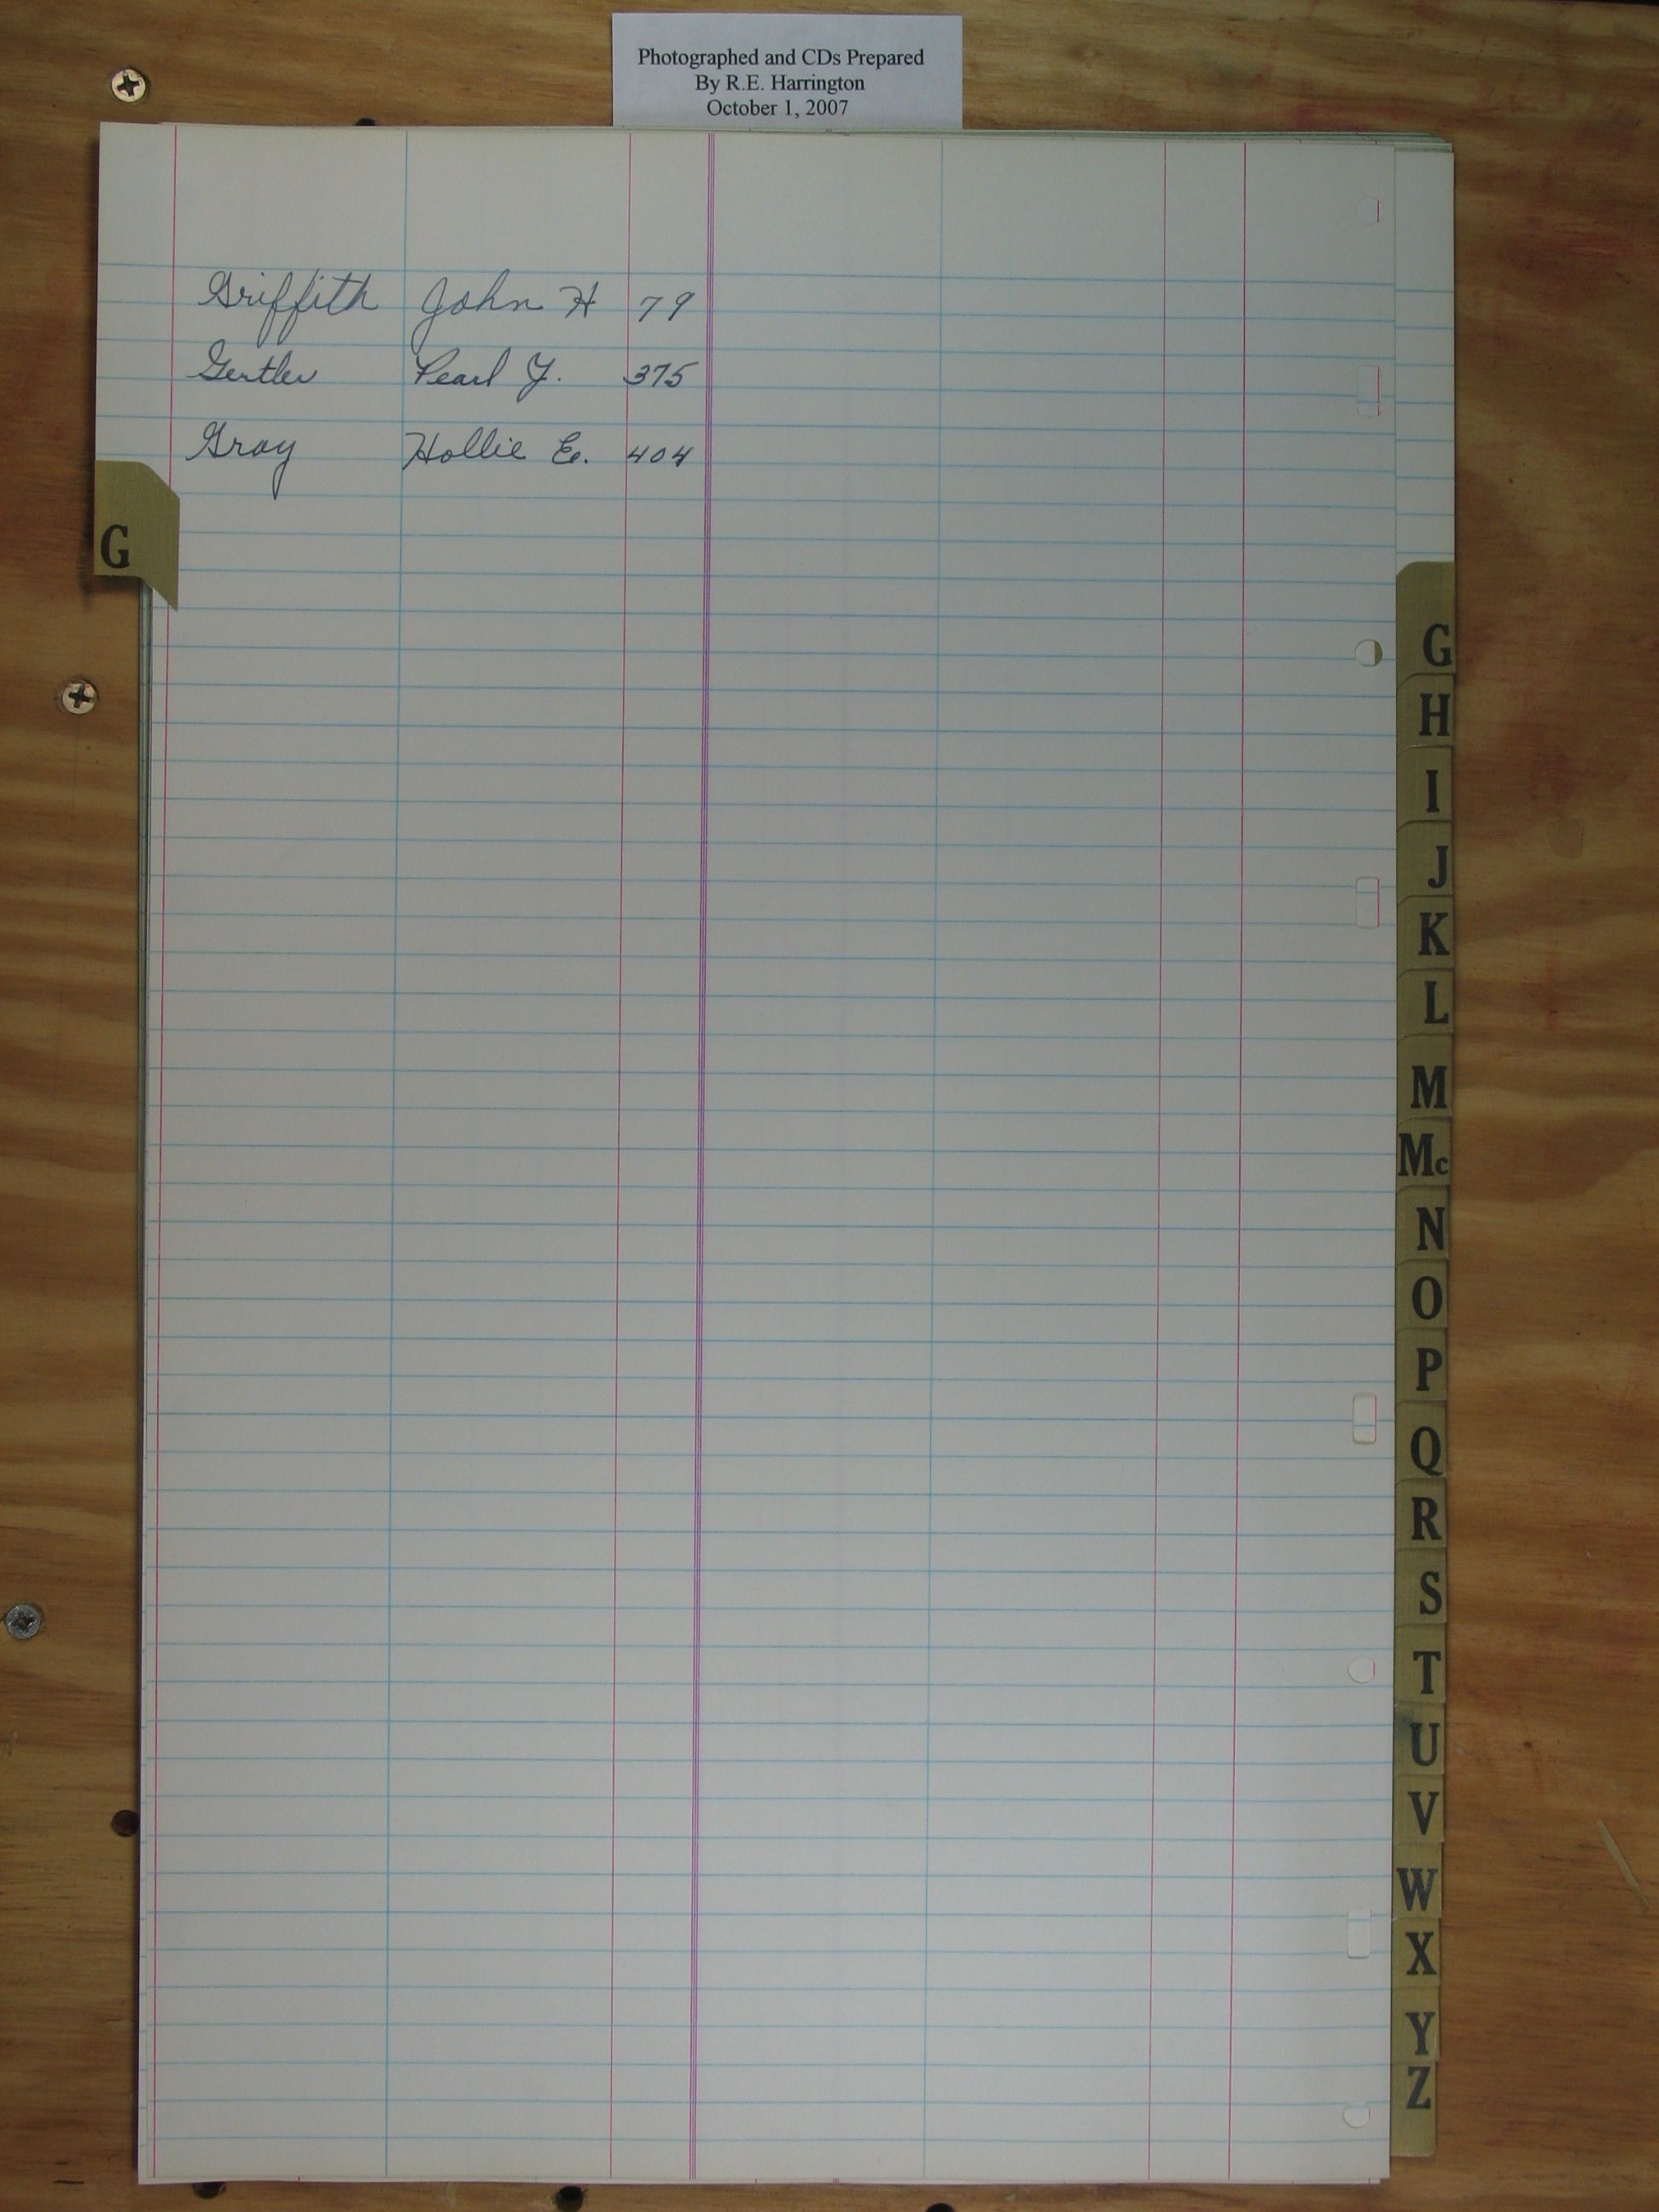 Photographed and CDs Prepared
By R.E. Harrington
October 1, 2007
Griffith John H 79
Gertler Pearl Y. 375
Gray Hollie E. 404
G
G
H
I
J
K
L
M
Mc
N
O
P
Q
R
S
T
U
V
W
X
Y
Z